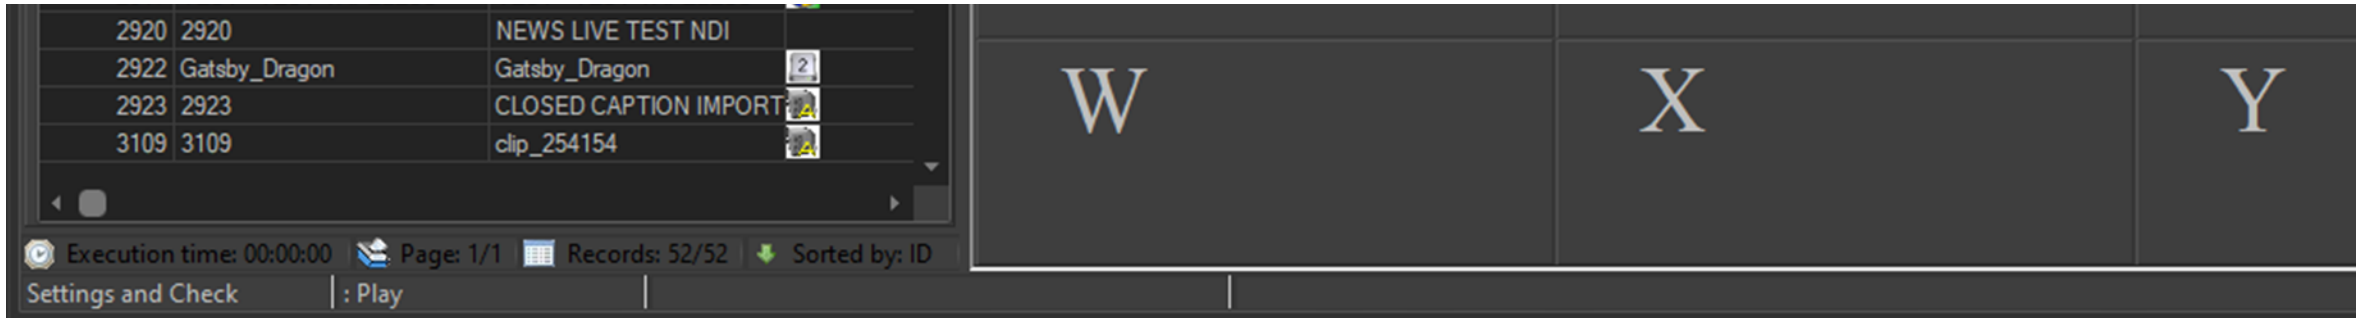 2920 2920 NEWS LIVE TEST NDI
2922 Gatsby_Dragon Gatsby_Dragon 2
2923 2923 CLOSED CAPTION IMPORT
3109 3109 clip_254154
W X Y
Execution time: 00:00:00 Page: 1/1 Records: 52/52 Sorted by: ID
Settings and Check : Play